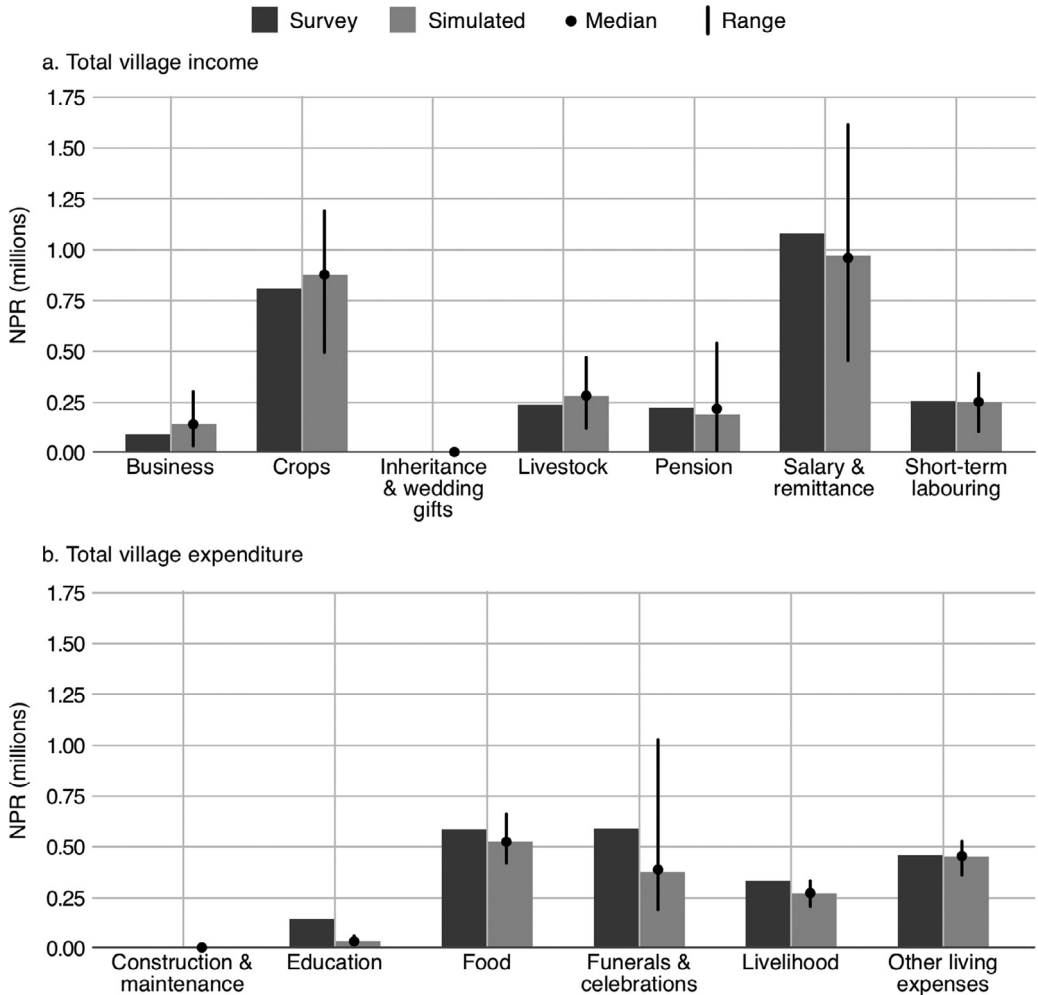 Survey Simulated Median Range
a. Total village income
1.75
1.50
1.25
1.00
0.75
0.50
0.25
0.00
NPR (millions)
Business Crops Inheritance Livestock Pension Salary & Short-term
& wedding remittance labouring
gifts
b. Total village expenditure
1.75
1.50
1.25
1.00
0.75
0.50
0.25
0.00
NPR (millions)
Construction & Education Food Funerals & Livelihood Other living
maintenance celebrations expenses